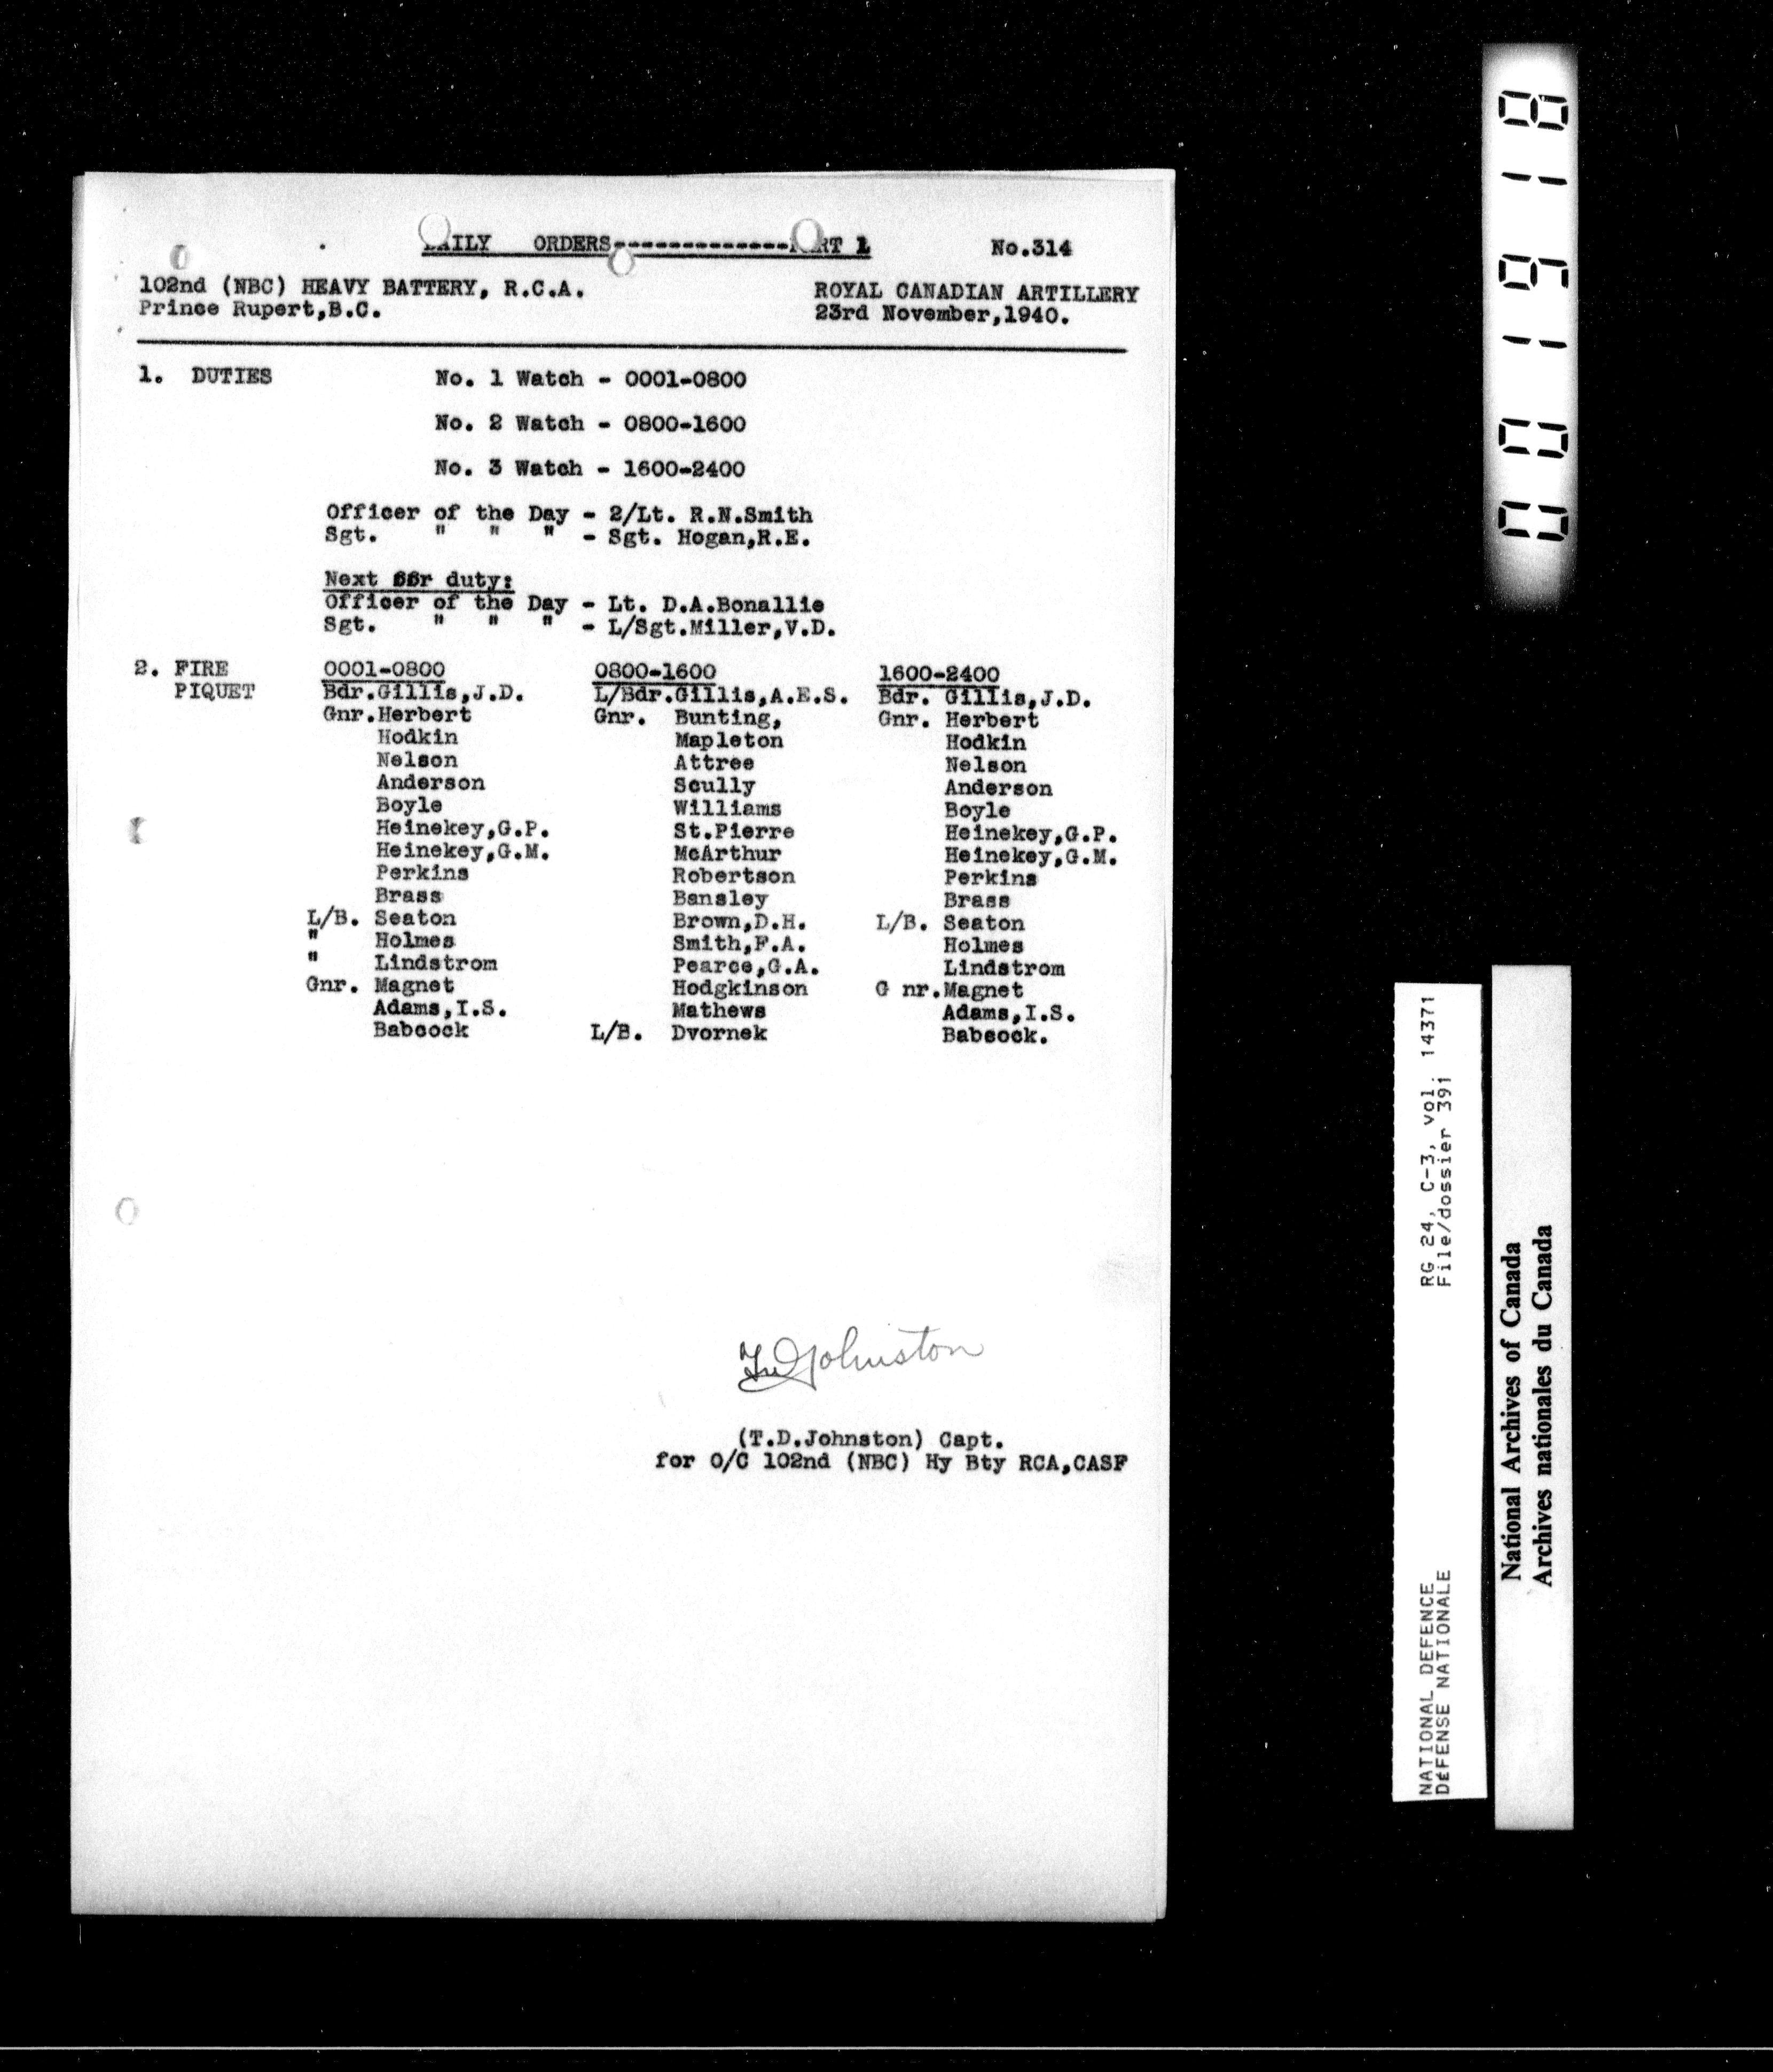 DAILY ORDERS-------------PART 1 No.314
102nd (NBC) HEAVY BATTERY, R.C.A. ROYAL CANADIAN ARTILLERY
Prince Rupert,B.C. 23rd November,1940.
1. DUTIES No. 1 Watch - 0001-0800
No. 2 Watch - 0800-1600
No. 3 Watch - 1600-2400
Officer of the Day - 2/Lt. R.N.Smith
Sgt. " " " - Sgt. Hogan,R.E.
Next for duty:
Officer of the Day - Lt. D.A.Bonallie
Sgt. " " " - L/Sgt.Miller,V.D.
2. FIRE 0001-0800 0800-1600 1600-2400
PIQUET Bdr.Gillis,J.D. L/Bdr.Gillis,A.E.S. Bdr. Gillis,J.D.
Gnr.Herbert Gnr. Bunting, Gnr. Herbert
Hodkin Mapleton Hodkin
Nelson Attree Nelson
Anderson Scully Anderson
Boyle Williams Boyle
Heinekey,G.P. St.Pierre Heinekey,G.P.
Heinekey,G.M. McArthur Heinekey,G.M.
Perkins Robertson Perkins
Brass Bansley Brass
L/B. Seaton Brown,D.H. L/B. Seaton
" Holmes Smith,F.A. Holmes
" Lindstrom Pearce,G.A. Lindstrom
Gnr. Magnet Hodgkinson G nr.Magnet
Adams,I.S. Mathews Adams,I.S.
Babcock L/B. Dvornek Babcock.
T.D.Johnston
(T.D.Johnston) Capt.
for O/C 102nd (NBC) Hy Bty RCA,CASF
00-19-18
NATIONAL DEFENCE RG 24, C-3, vol. 14371
DÉFENSE NATIONALE File/dossier 391
National Archives of Canada
Archives nationales du Canada